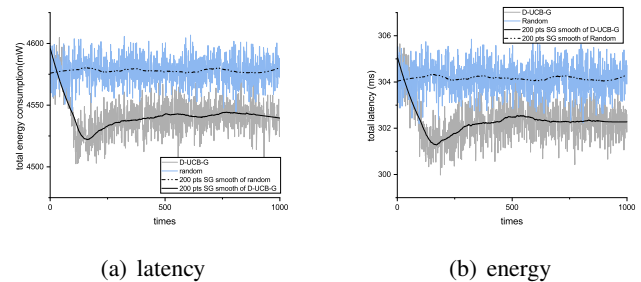 total energy consumption(mW)
4600
4550
4500
D-UCB-G
random
200 pts SG smooth of random
200 pts SG smooth of D-UCB-G
0
500
1000
times
(a) latency
total latency (ms)
306
304
302
300
D-UCB-G
Random
200 pts SG smooth of D-UCB-G
200 pts SG smooth of Random
0
500
1000
times
(b) energy